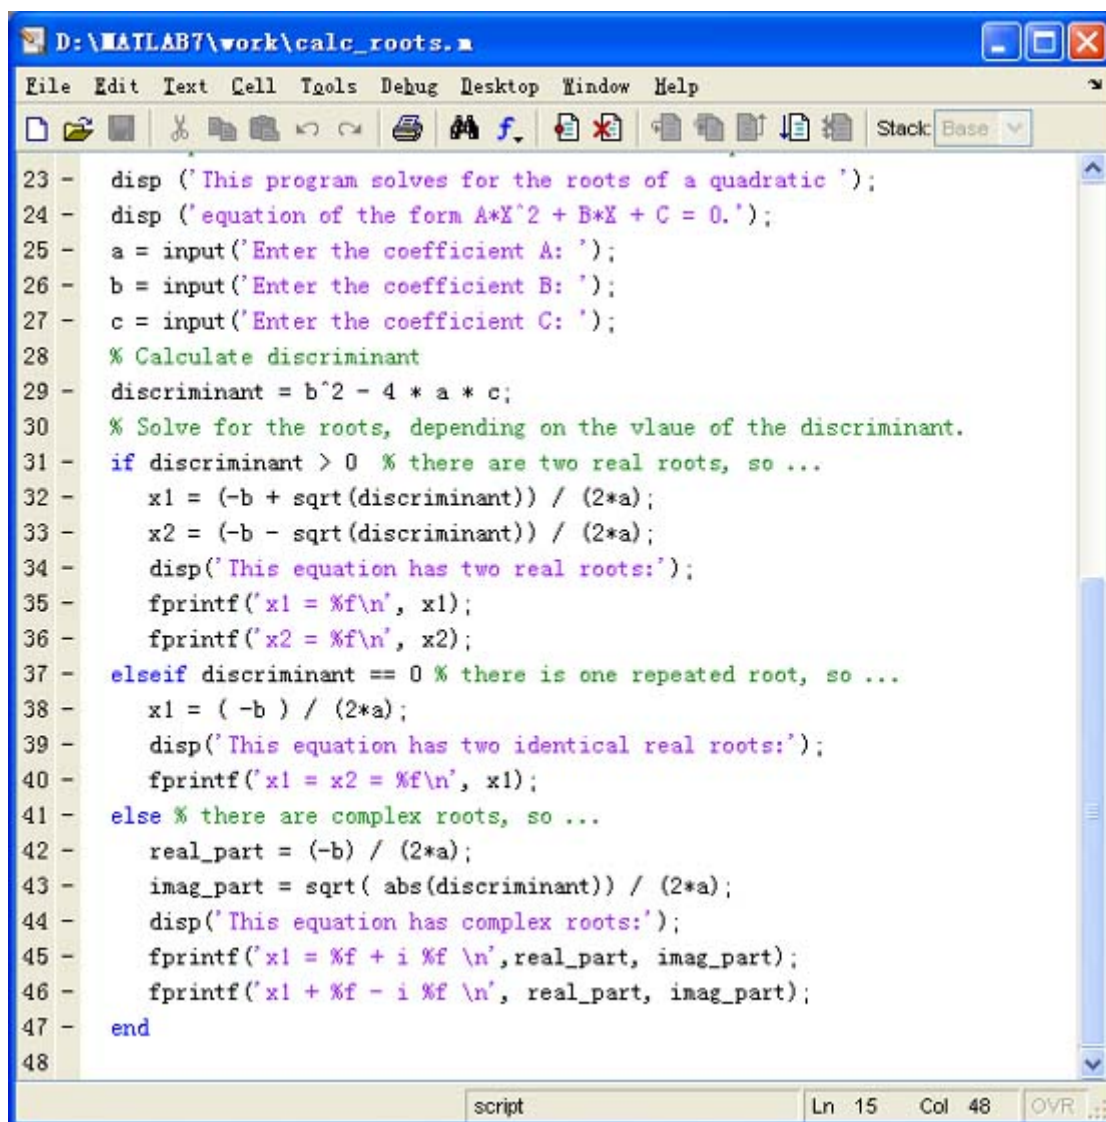 D:\MATLAB7\work\calc_roots.m
File Edit Text Cell Tools Debug Desktop Window Help
Stack: Base
23 - disp ('This program solves for the roots of a quadratic ');
24 - disp ('equation of the form A*X^2 + B*X + C = 0.');
25 - a = input('Enter the coefficient A: ');
26 - b = input('Enter the coefficient B: ');
27 - c = input('Enter the coefficient C: ');
28 % Calculate discriminant
29 - discriminant = b^2 - 4 * a * c;
30 % Solve for the roots, depending on the vlaue of the discriminant.
31 - if discriminant > 0 % there are two real roots, so ...
32 - x1 = (-b + sqrt(discriminant)) / (2*a);
33 - x2 = (-b - sqrt(discriminant)) / (2*a);
34 - disp('This equation has two real roots:');
35 - fprintf('x1 = %f\n', x1);
36 - fprintf('x2 = %f\n', x2);
37 - elseif discriminant == 0 % there is one repeated root, so ...
38 - x1 = ( -b ) / (2*a);
39 - disp('This equation has two identical real roots:');
40 - fprintf('x1 = x2 = %f\n', x1);
41 - else % there are complex roots, so ...
42 - real_part = (-b) / (2*a);
43 - imag_part = sqrt( abs(discriminant)) / (2*a);
44 - disp('This equation has complex roots:');
45 - fprintf('x1 = %f + i %f \n',real_part, imag_part);
46 - fprintf('x1 + %f - i %f \n', real_part, imag_part);
47 - end
48
script Ln 15 Col 48 OVR